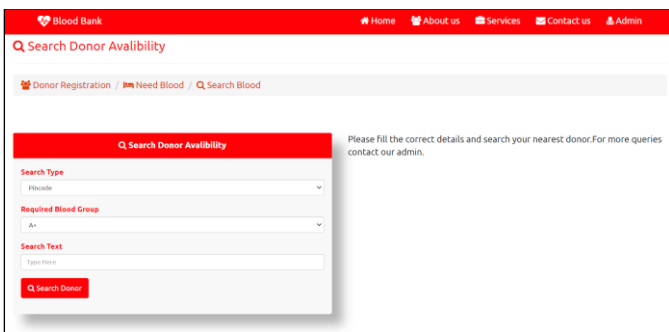 Blood Bank Home About us Services Contact us Admin
Search Donor Avalibility
Donor Registration / Need Blood / Search Blood
Search Donor Avalibility
Search Type
Pincode
Required Blood Group
A+
Search Text
Type Here
Search Donor
Please fill the correct details and search your nearest donor.For more queries
contact our admin.